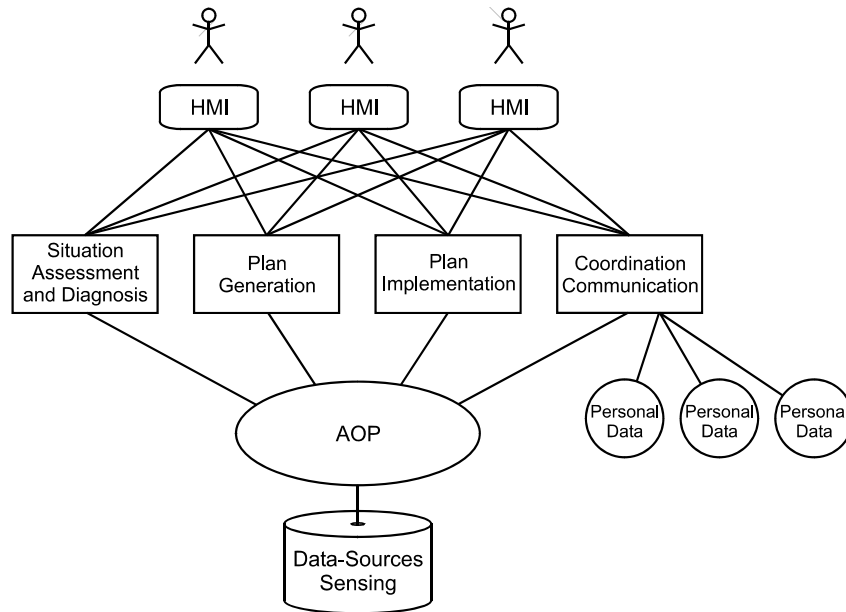 HMI
HMI
HMI
Situation
Assessment
and Diagnosis
Plan
Generation
Plan
Implementation
Coordination
Communication
Personal
Data
Personal
Data
Persona
Data
AOP
Data-Sources
Sensing